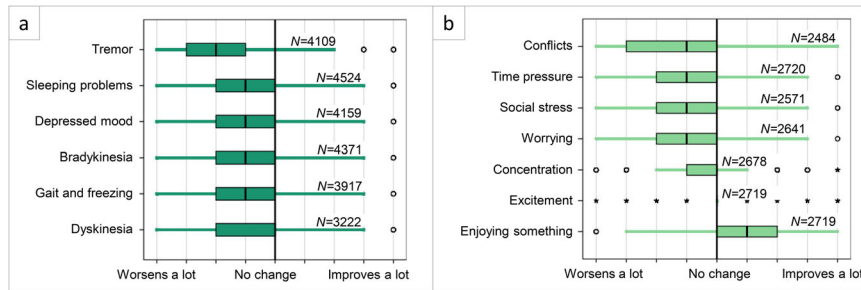 a
Tremor
N=4109
Sleeping problems
N=4524
Depressed mood
N=4159
Bradykinesia
N=4371
Gait and freezing
N=3917
Dyskinesia
N=3222
Worsens a lot
No change
Improves a lot
b
Conflicts
N=2484
Time pressure
N=2720
Social stress
N=2571
Worrying
N=2641
Concentration
N=2678
Excitement
N=2719
Enjoying something
N=2719
Worsens a lot
No change
Improves a lot